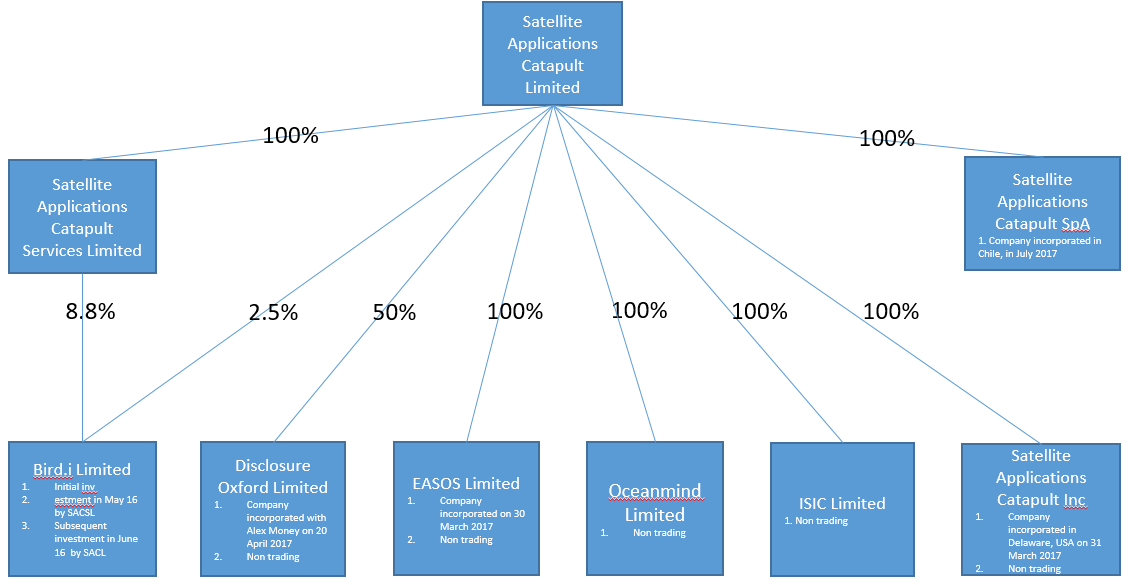 Satellite
Applications
Catapult
Limited
100%
100%
Satellite
Applications
Catapult
Services Limited
Satellite
Applications
Catapult SpA
1. Company incorporated in
Chile, in July 2017
8.8%
2.5%
50%
100%
100%
100%
100%
Bird.i Limited
1. Initial inv
2. estment in May 16
by SACSL
3. Subsequent
investment in June
16 by SACL
Disclosure
Oxford Limited
1. Company
incorporated with
Alex Money on 20
April 2017
2. Non trading
EASOS Limited
1. Company
incorporated on 30
March 2017
2. Non trading
Oceanmind
Limited
1. Non trading
ISIC Limited
1. Non trading
Satellite
Applications
Catapult Inc
1. Company
incorporated in
Delaware, USA on 31
March 2017
2. Non trading